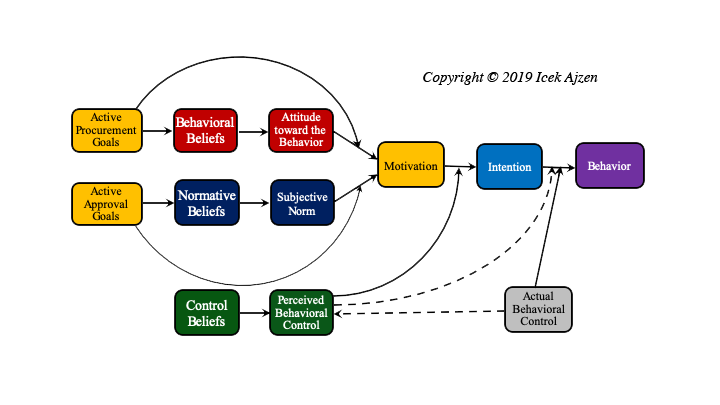 Copyright © 2019 Icek Ajzen
Active
Procurement
Goals
Behavioral
Beliefs
Attitude
toward the
Behavior
Motivation
Intention
Behavior
Active
Approval
Goals
Normative
Beliefs
Subjective
Norm
Control
Beliefs
Perceived
Behavioral
Control
Actual
Behavioral
Control